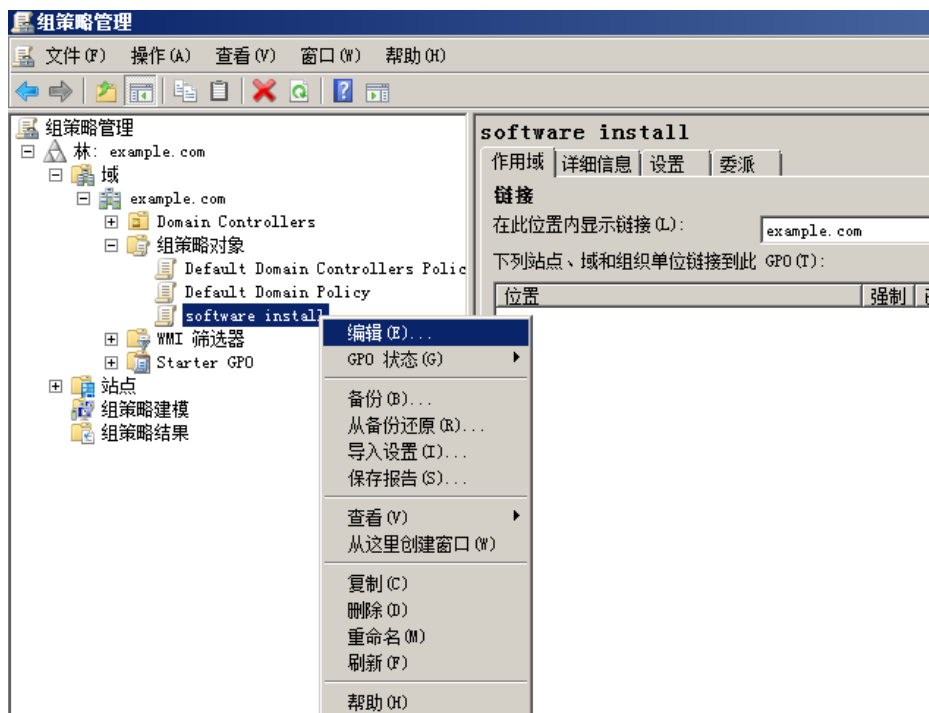 组策略管理
文件(F) 操作(A) 查看(V) 窗口(W) 帮助(H)
组策略管理
林: example.com
域
example.com
Domain Controllers
组策略对象
Default Domain Controllers Polic
Default Domain Policy
software install
WMI 筛选器
Starter GPO
站点
组策略建模
组策略结果
software install
作用域 详细信息 设置 委派
链接
在此位置内显示链接(L): example.com
下列站点、域和组织单位链接到此 GPO(T):
位置 强制
编辑(E)...
GPO 状态(G)
备份(B)...
从备份还原(R)...
导入设置(I)...
保存报告(S)...
查看(V)
从这里创建窗口(W)
复制(C)
删除(D)
重命名(M)
刷新(F)
帮助(H)